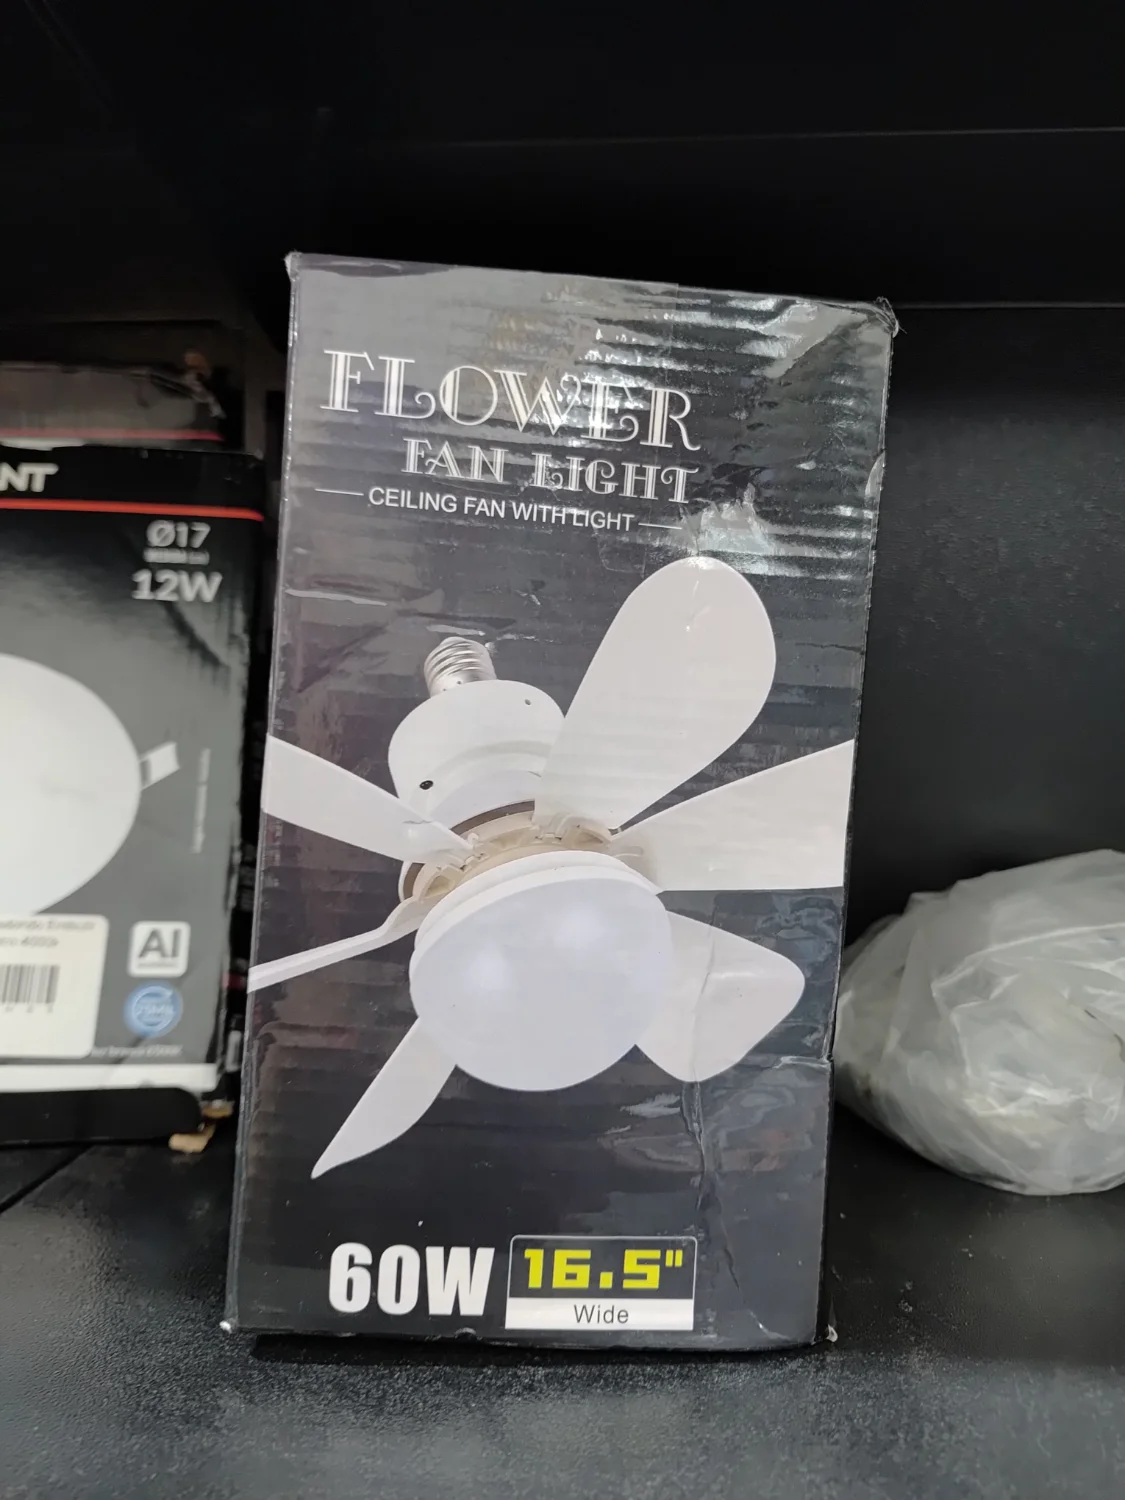 FLOWER
FAN LIGHT
CEILING FAN WITH LIGHT
60W
16.5"
Wide
NT
Ø17
12W
AI